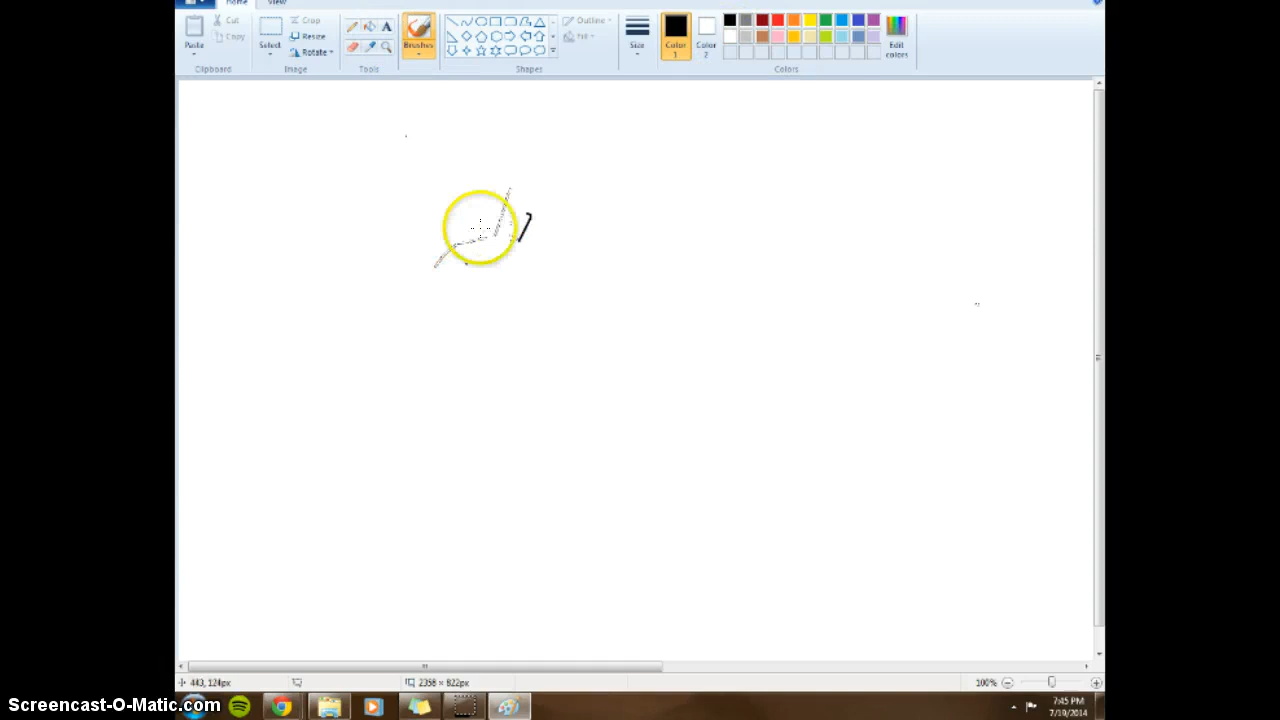 Home View
Paste
Cut
Copy
Clipboard
Select
Crop
Resize
Rotate
Image
Tools
Brushes
Shapes
Outline
Fill
Size
Color 1
Color 2
Edit colors
Colors
443, 124px
2358 × 822px
100%
7:45 PM
7/19/2014
Screencast-O-Matic.com